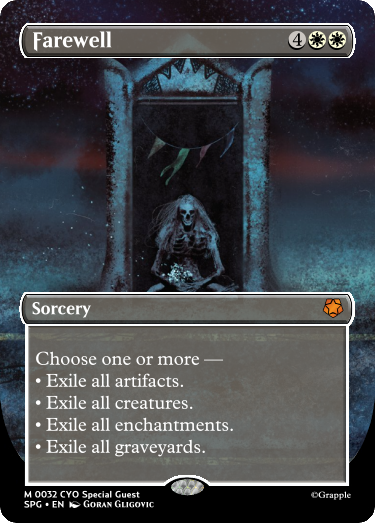 Farewell 4
Sorcery
Choose one or more —
• Exile all artifacts.
• Exile all creatures.
• Exile all enchantments.
• Exile all graveyards.
M 0032 CYO Special Guest
SPG • EN Goran Gligovic
©Grapple